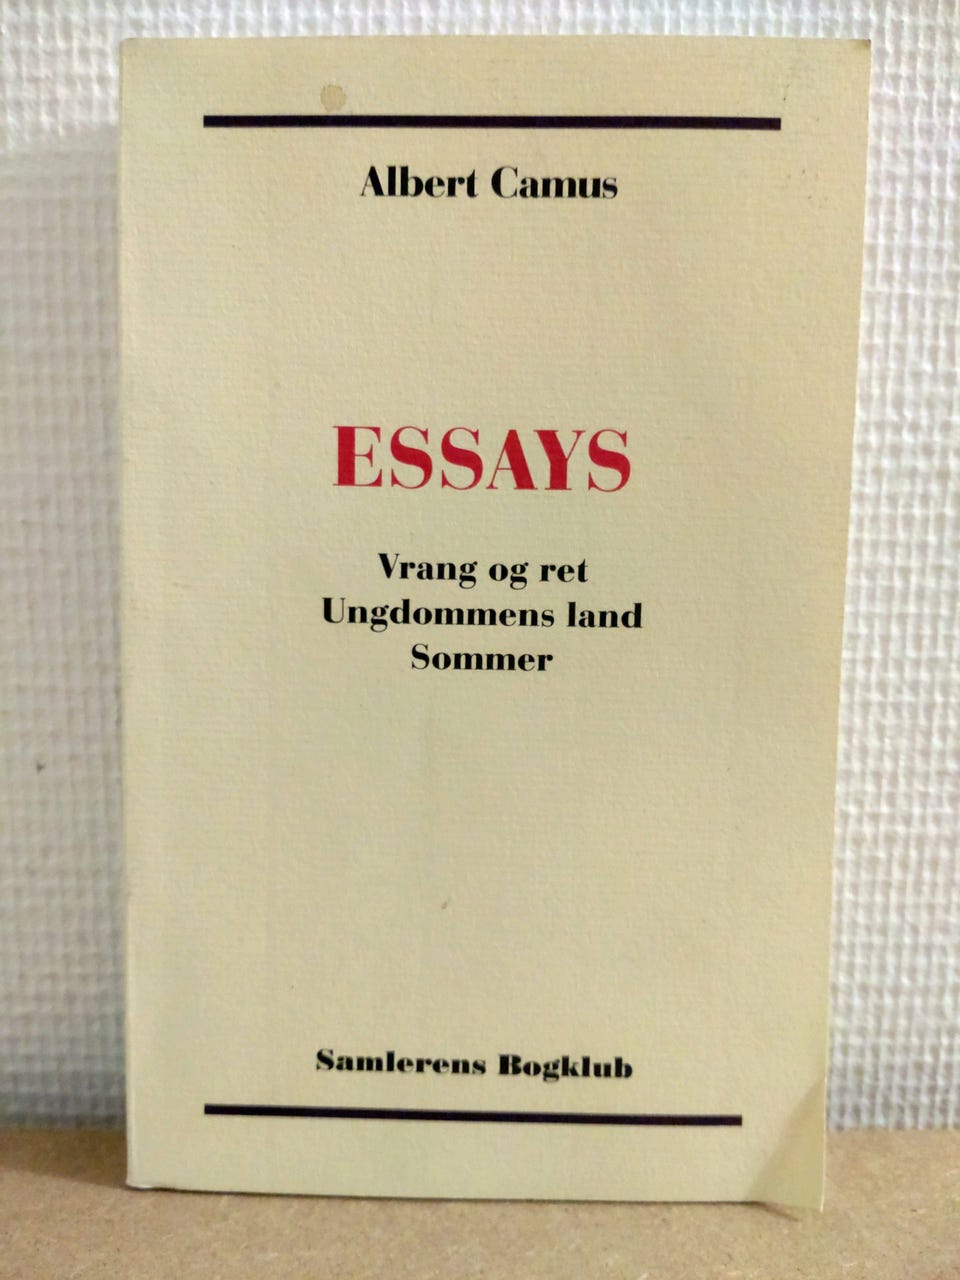 Albert Camus
ESSAYS
Vrang og ret
Ungdommens land
Sommer
Samlerens Bogklub